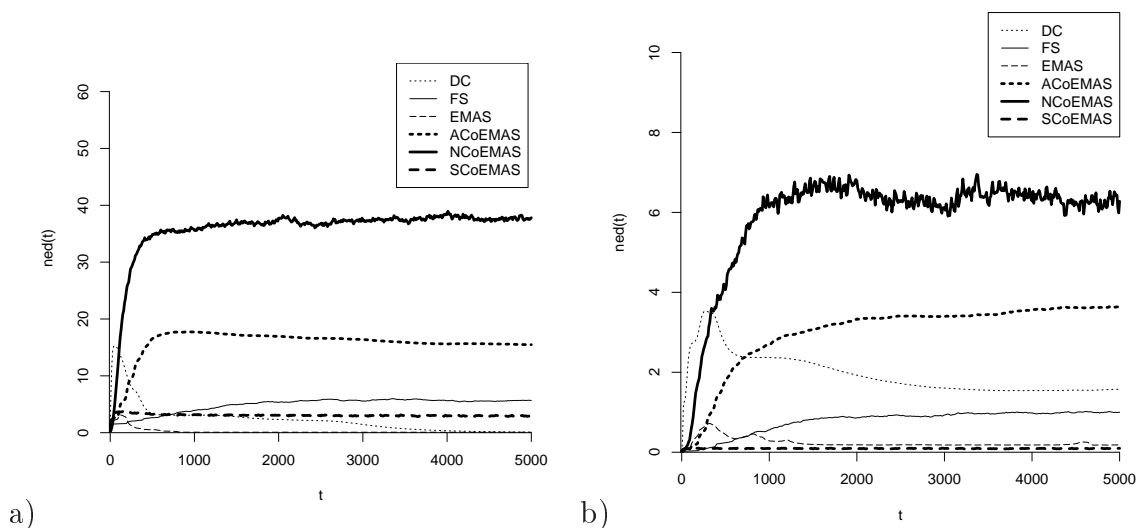 DC
FS
EMAS
ACoEMAS
NCoEMAS
SCoEMAS
ned(t)
60
50
40
30
20
10
0
0 1000 2000 3000 4000 5000
t
a)
DC
FS
EMAS
ACoEMAS
NCoEMAS
SCoEMAS
ned(t)
10
8
6
4
2
0
0 1000 2000 3000 4000 5000
t
b)